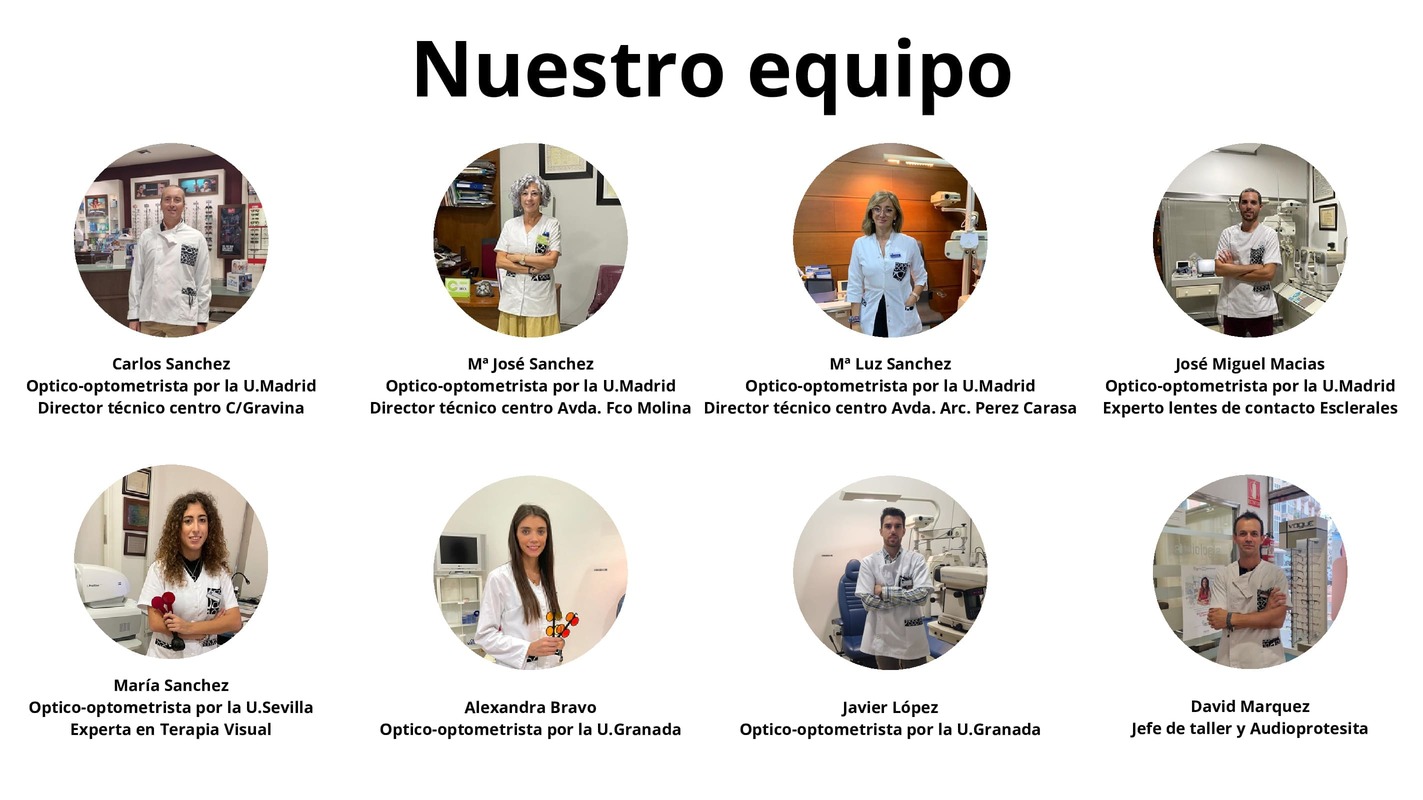 Nuestro equipo
Carlos Sanchez
Optico-optometrista por la U.Madrid
Director técnico centro C/Gravina
Mª José Sanchez
Optico-optometrista por la U.Madrid
Director técnico centro Avda. Fco Molina
Mª Luz Sanchez
Optico-optometrista por la U.Madrid
Director técnico centro Avda. Arc. Perez Carasa
José Miguel Macias
Optico-optometrista por la U.Madrid
Experto lentes de contacto Esclerales
María Sanchez
Optico-optometrista por la U.Sevilla
Experta en Terapia Visual
Alexandra Bravo
Optico-optometrista por la U.Granada
Javier López
Optico-optometrista por la U.Granada
VOGUE
David Marquez
Jefe de taller y Audioprotesita